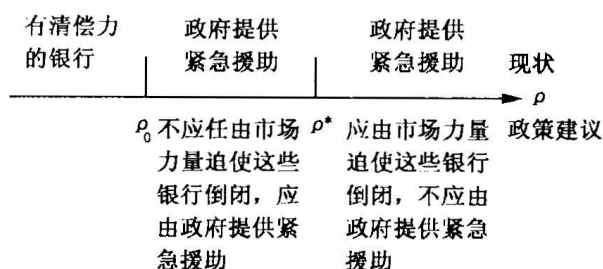 有清偿力 政府提供 政府提供
的银行 紧急援助 紧急援助 现状
ρ
ρ₀ 不应任由市场 ρ* 应由市场力量 政策建议
力量迫使这些 迫使这些银行
银行倒闭，应 倒闭，不应由
由政府提供紧 政府提供紧急
急援助 援助